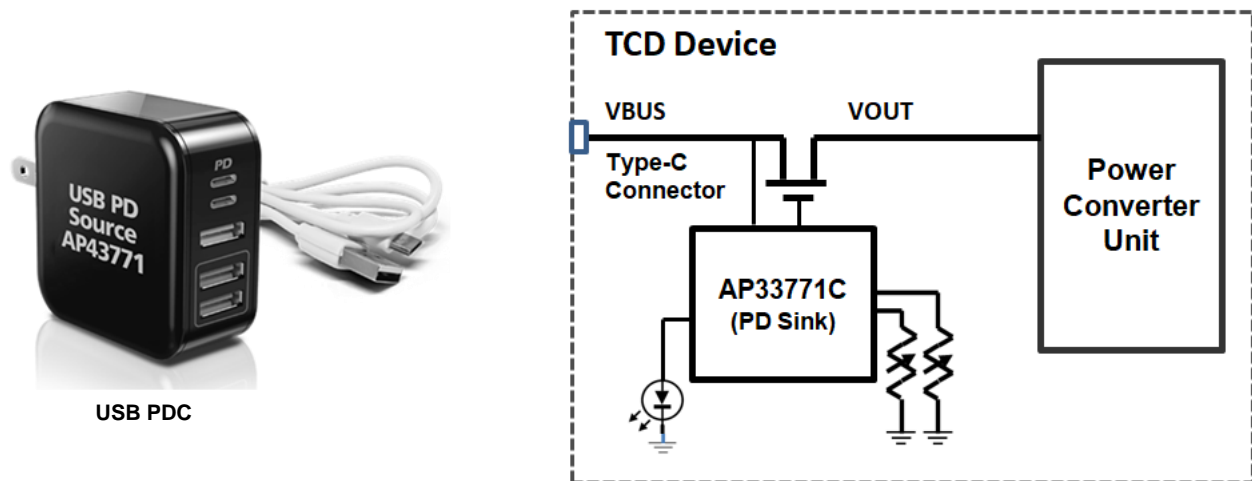 PD
USB PD
Source
AP43771
USB PDC
TCD Device
VBUS
VOUT
Type-C
Connector
Power
Converter
Unit
AP33771C
(PD Sink)